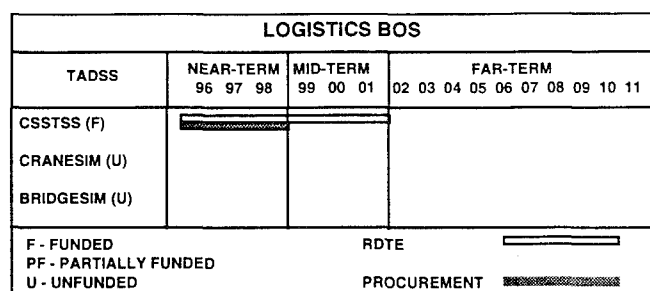 LOGISTICS BOS
TADSS
NEAR-TERM
96 97 98
MID-TERM
99 00 01
FAR-TERM
02 03 04 05 06 07 08 09 10 11
CSSTSS (F)
CRANESIM (U)
BRIDGESIM (U)
F - FUNDED
PF - PARTIALLY FUNDED
U - UNFUNDED
RDTE
PROCUREMENT